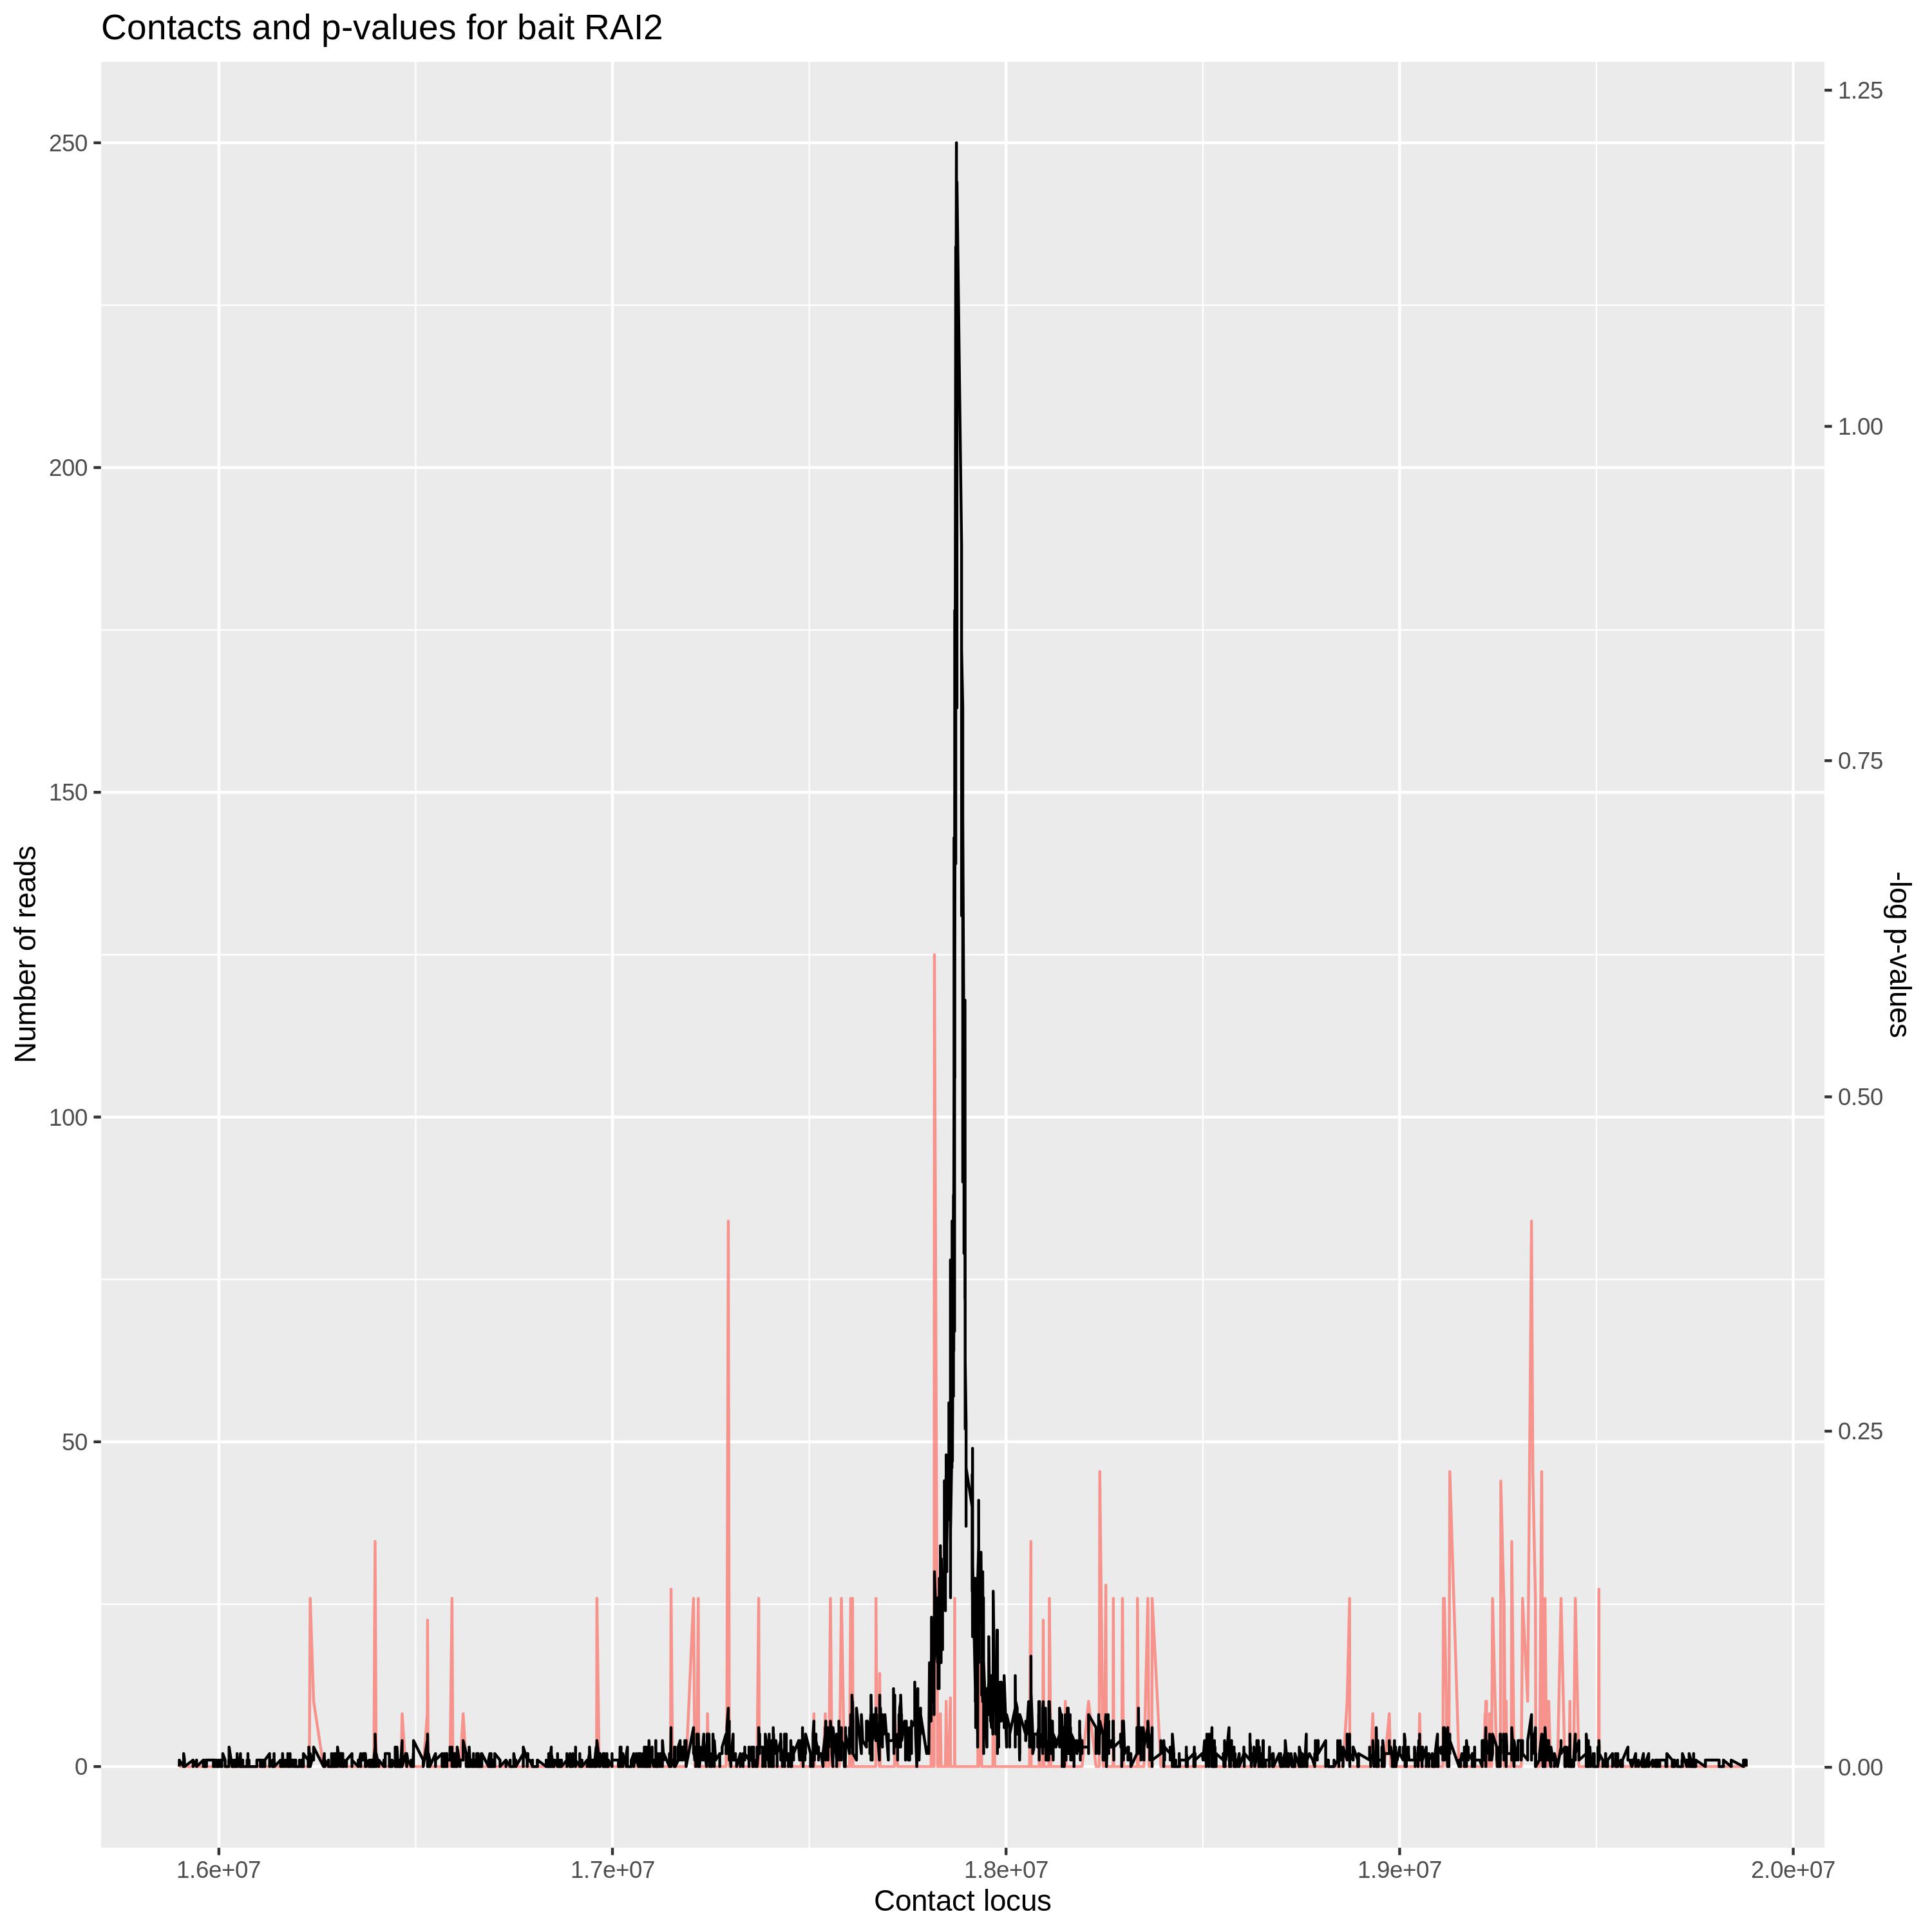 Contacts and p-values for bait RAI2
250
200
150
100
50
0
Number of reads
1.25
1.00
0.75
0.50
0.25
0.00
-log p-values
1.6e+07
1.7e+07
1.8e+07
1.9e+07
2.0e+07
Contact locus